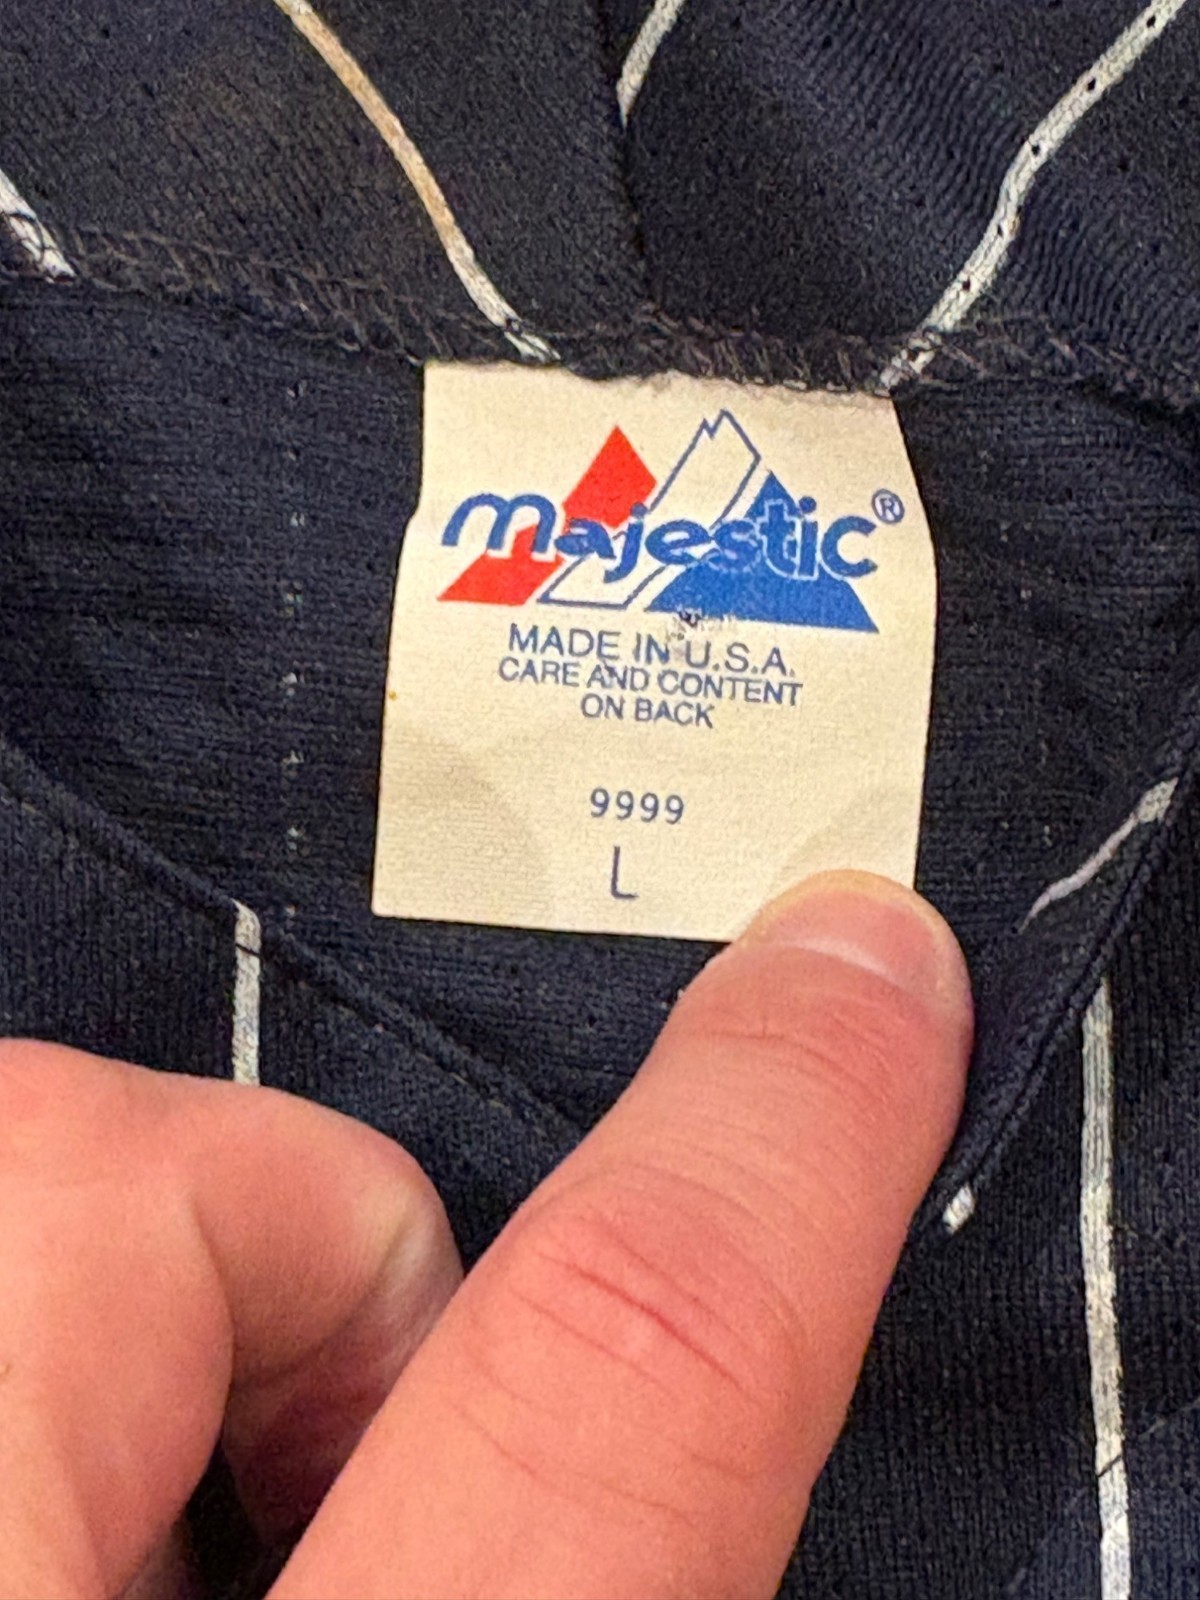 majestic®
MADE IN U.S.A.
CARE AND CONTENT
ON BACK
9999
L